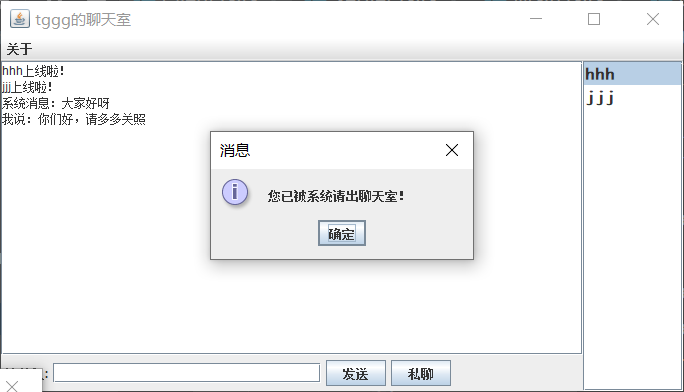 tggg的聊天室
关于
hhh上线啦！
jjj上线啦！
系统消息：大家好呀
我说：你们好，请多多关照
hhh
jjj
消息
您已被系统请出聊天室！
确定
发送
私聊